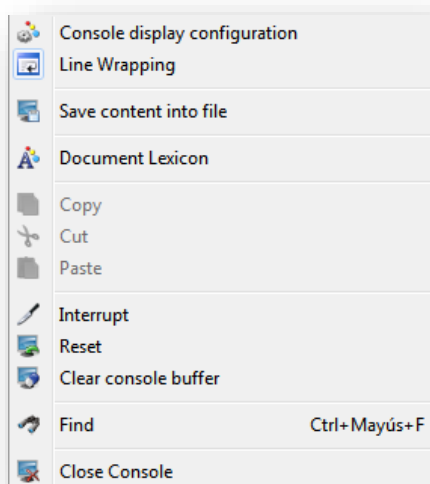 Console display configuration
Line Wrapping
Save content into file
Document Lexicon
Copy
Cut
Paste
Interrupt
Reset
Clear console buffer
Find Ctrl+Mayús+F
Close Console